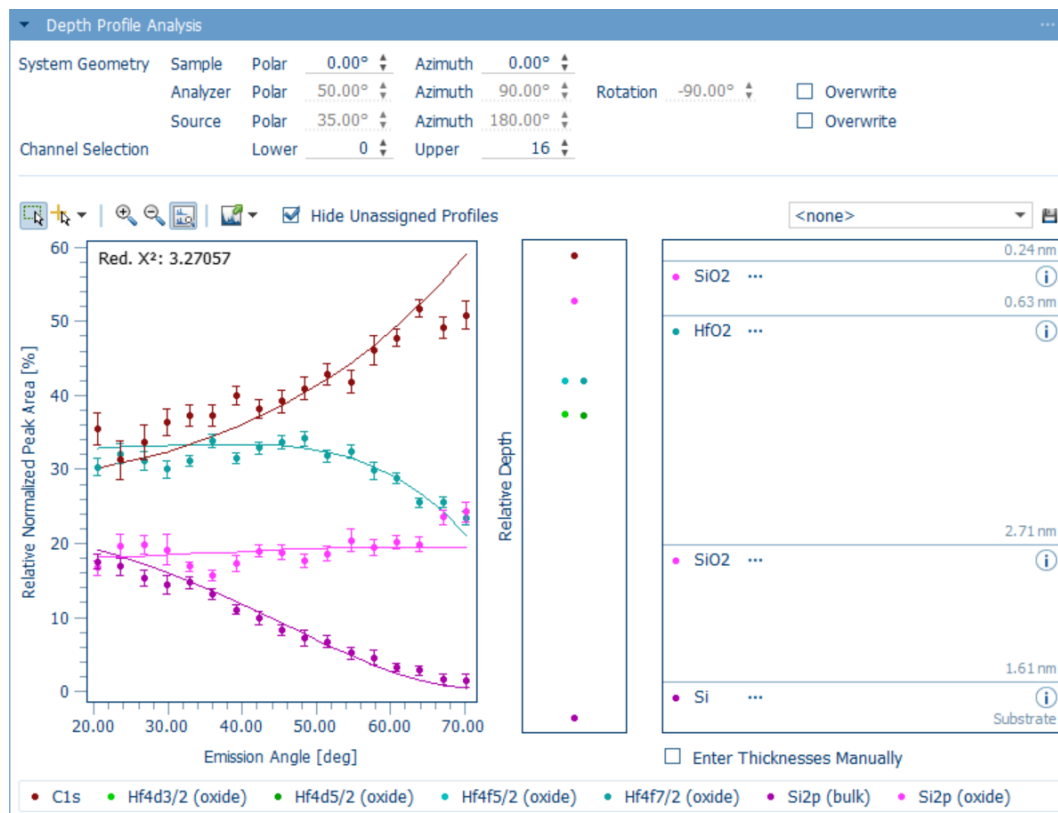 Depth Profile Analysis
System Geometry Sample Polar 0.00° Azimuth 0.00°
Analyzer Polar 50.00° Azimuth 90.00° Rotation -90.00° Overwrite
Source Polar 35.00° Azimuth 180.00° Overwrite
Channel Selection Lower 0 Upper 16
Hide Unassigned Profiles <none>
Red. X²: 3.27057
Relative Normalized Peak Area [%]
60
50
40
30
20
10
0
20.00 30.00 40.00 50.00 60.00 70.00
Emission Angle [deg]
Relative Depth
0.24 nm
SiO2 ...
0.63 nm
HfO2 ...
2.71 nm
SiO2 ...
1.61 nm
Si ...
Substrate
Enter Thicknesses Manually
C1s Hf4d3/2 (oxide) Hf4d5/2 (oxide) Hf4f5/2 (oxide) Hf4f7/2 (oxide) Si2p (bulk) Si2p (oxide)